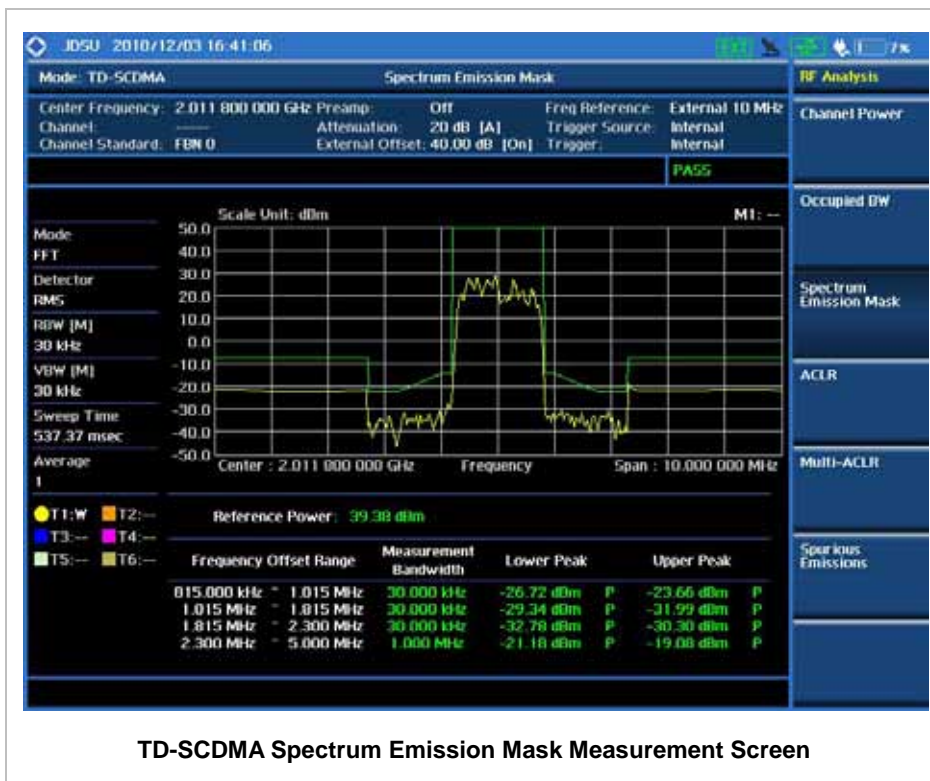 JDSU 2010/12/03 16:41:06
EXT 7%
Mode: TD-SCDMA Spectrum Emission Mask
Center Frequency: 2.011 800 000 GHz Preamp: Off Freq Reference: External 10 MHz
Channel: ----- Attenuation: 20 dB [A] Trigger Source: Internal
Channel Standard: FBN 0 External Offset: 40.00 dB [On] Trigger: Internal
PASS
Scale Unit: dBm M1: --
Mode
FFT
Detector
RMS
RBW [M]
30 kHz
VBW [M]
30 kHz
Sweep Time
537.37 msec
Average
1
T1:W T2:--
T3:-- T4:--
T5:-- T6:--
50.0
40.0
30.0
20.0
10.0
0.0
-10.0
-20.0
-30.0
-40.0
-50.0
Center : 2.011 800 000 GHz Frequency Span : 10.000 000 MHz
Reference Power: 39.38 dBm
Frequency Offset Range Measurement Bandwidth Lower Peak Upper Peak
815.000 kHz ~ 1.015 MHz 30.000 kHz -26.72 dBm P -23.66 dBm P
1.015 MHz ~ 1.815 MHz 30.000 kHz -29.34 dBm P -31.99 dBm P
1.815 MHz ~ 2.300 MHz 30.000 kHz -32.78 dBm P -30.30 dBm P
2.300 MHz ~ 5.000 MHz 1.000 MHz -21.18 dBm P -19.08 dBm P
RF Analysis
Channel Power
Occupied BW
Spectrum
Emission Mask
ACLR
Multi-ACLR
Spurious
Emissions
TD-SCDMA Spectrum Emission Mask Measurement Screen